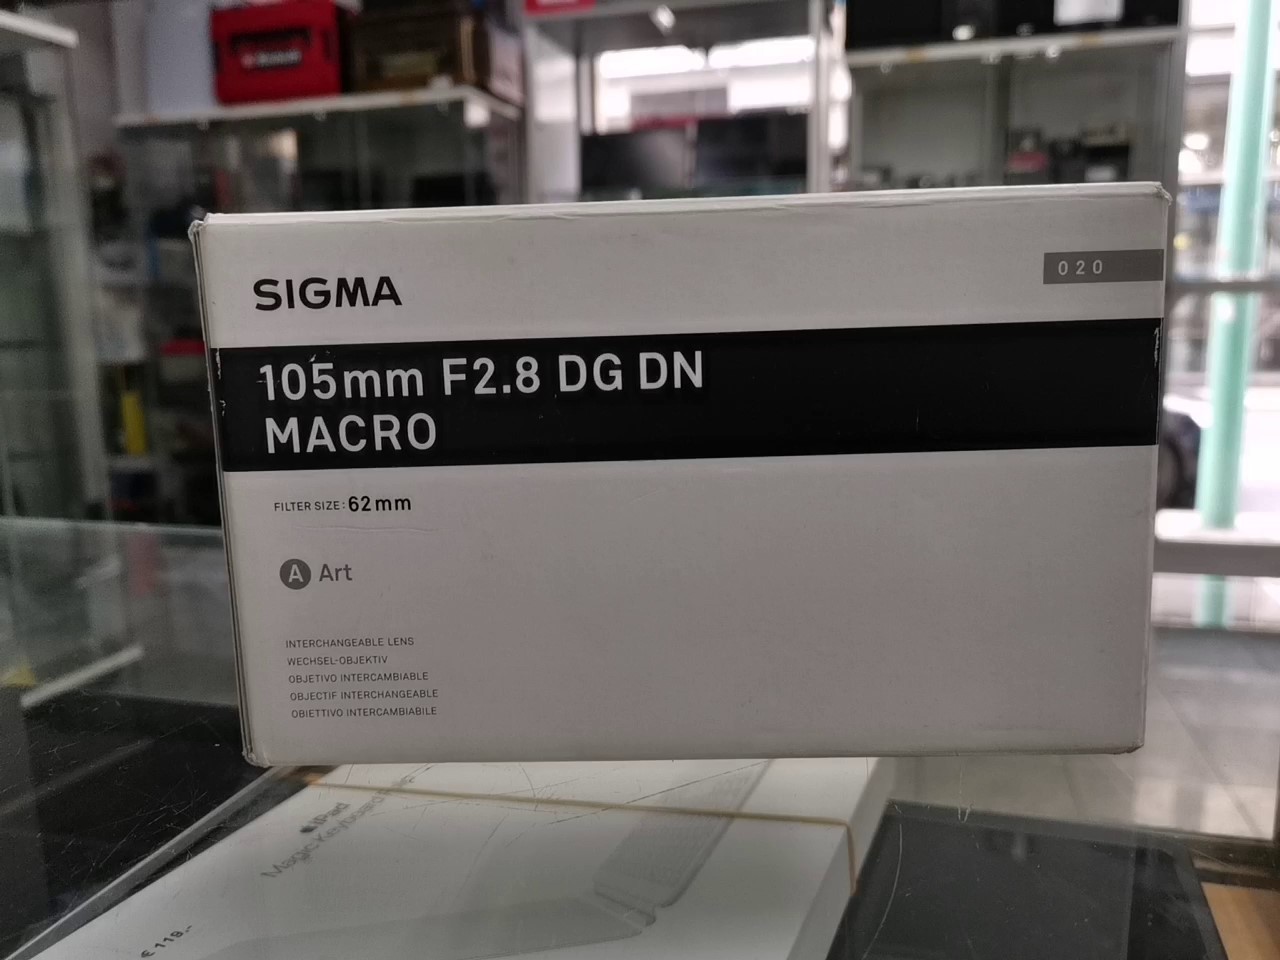 SIGMA
020
105mm F2.8 DG DN
MACRO
FILTER SIZE: 62mm
A Art
INTERCHANGEABLE LENS
WECHSEL-OBJEKTIV
OBJETIVO INTERCAMBIABLE
OBJECTIF INTERCHANGEABLE
OBIETTIVO INTERCAMBIABILE
iPad
Magic Keyboard
€119.-